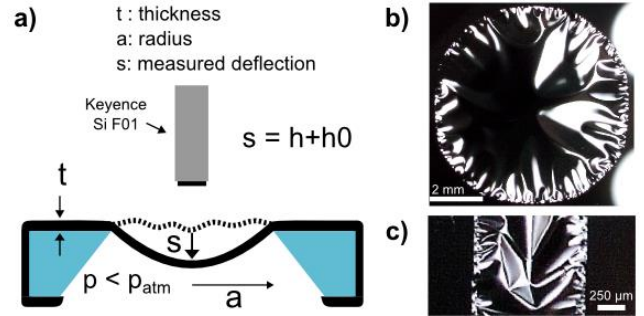 a)
t : thickness
a: radius
s: measured deflection
Keyence
Si F01
s = h+h0
t
s
p < patm
a
b)
2 mm
c)
250 µm